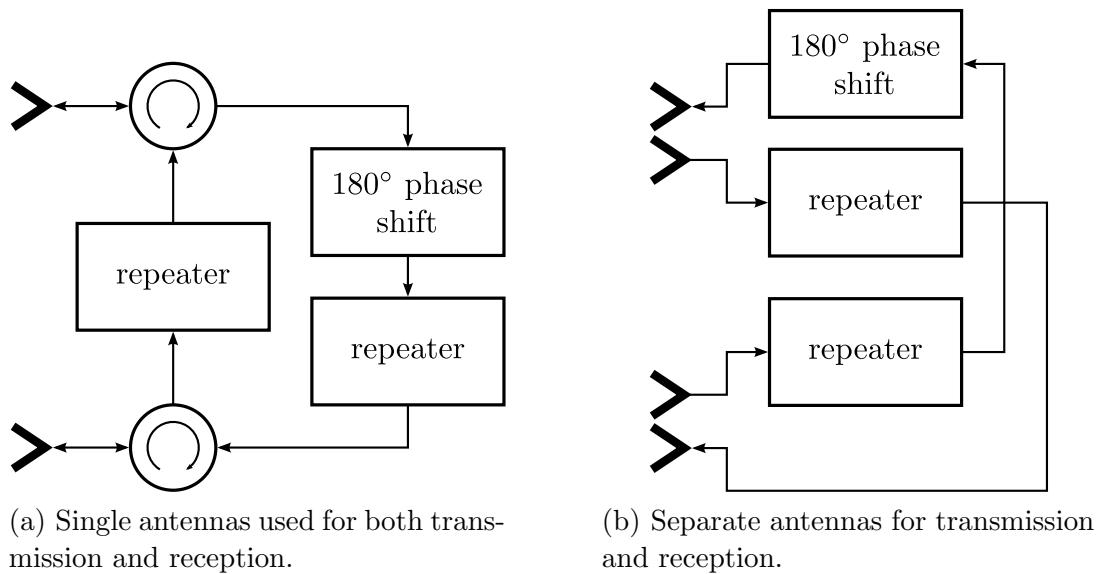 180° phase
shift
repeater
repeater
(a) Single antennas used for both trans-
mission and reception.
180° phase
shift
repeater
repeater
(b) Separate antennas for transmission
and reception.